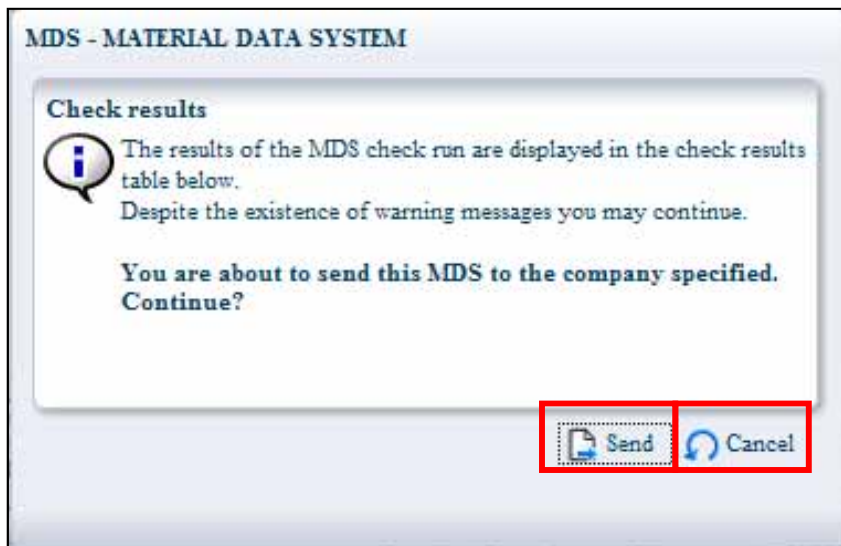 MDS - MATERIAL DATA SYSTEM
Check results
The results of the MDS check run are displayed in the check results
table below.
Despite the existence of warning messages you may continue.
You are about to send this MDS to the company specified.
Continue?
Send
Cancel